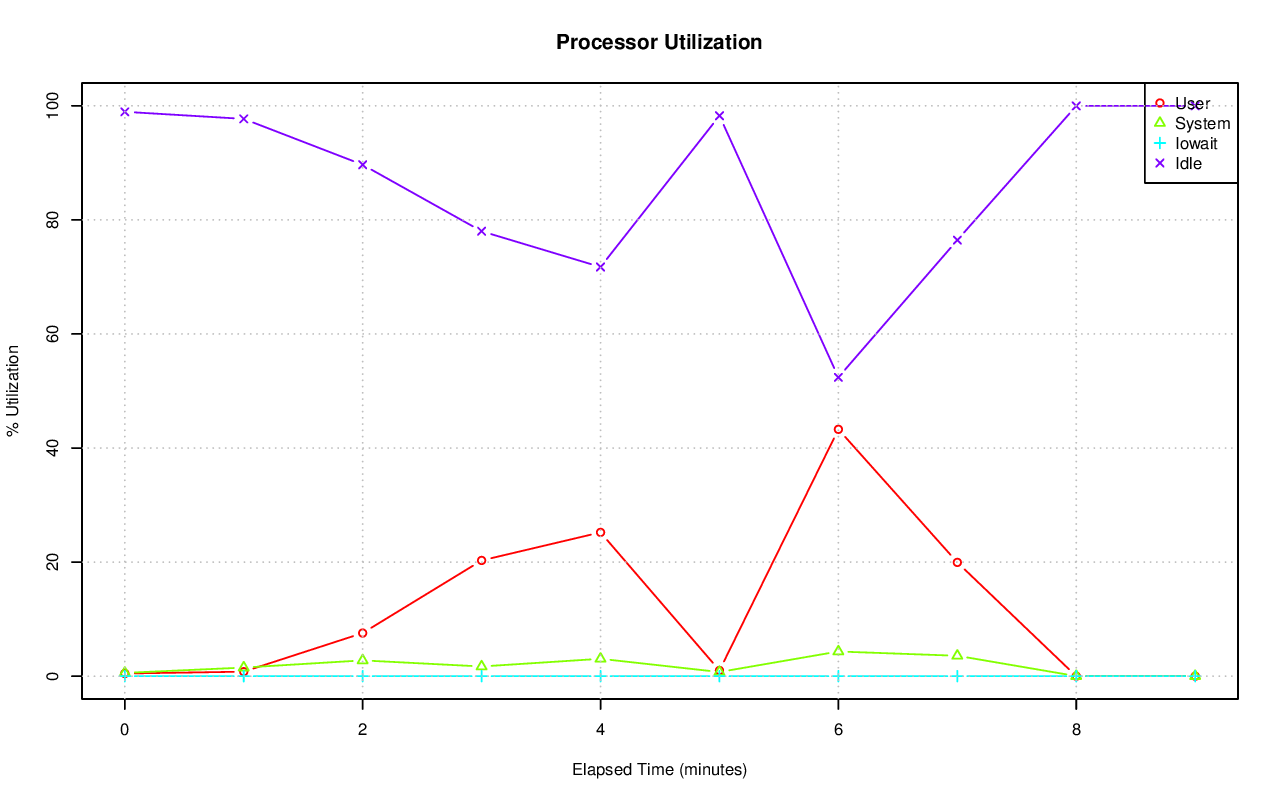 Processor Utilization
% Utilization
100
80
60
40
20
0
User
System
Iowait
Idle
0 2 4 6 8
Elapsed Time (minutes)